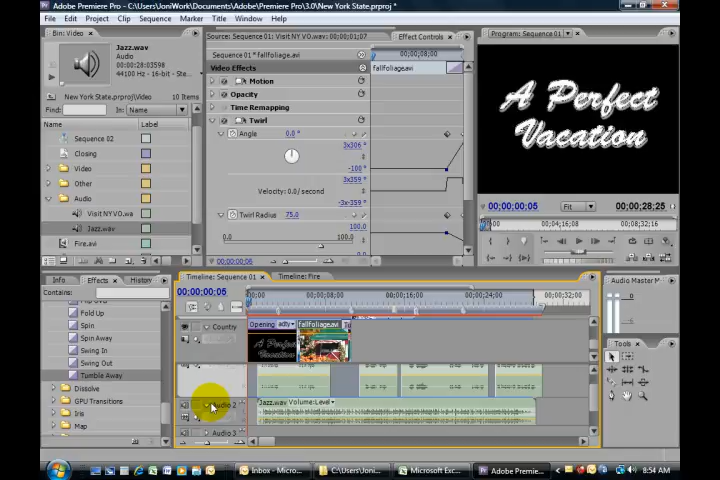 Adobe Premiere Pro - C:\Users\JoniWork\Documents\Adobe\Premiere Pro\3.0\New York State.prproj *
File Edit Project Clip Sequence Marker Title Window Help
Bin: Video
Jazz.wav
Audio
00:00:28:03598
44100 Hz - 16-bit - Ste...
New York State.prproj\Video 10 Items
Find: In: Name
Name Label
Sequence 02
Closing
Video
Other
Audio
Visit NY VO.wa
Jazz.wav
Fire.avi
Source: Sequence 01: Visit NY VO.wav: 00:00:01:07
Effect Controls
Sequence 01 * fallfoliage.avi
00;00;08;00
Video Effects
fallfoliage.avi
Motion
Opacity
Time Remapping
Twirl
Angle 0.0 °
3x306 °
-100 °
3x359 °
Velocity: 0.0 / second
-3x-359 °
Twirl Radius 75.0
100.0
0.0 100.0
00;00;00;05
Program: Sequence 01
A Perfect
Vacation
00;00;00;05 Fit 00;00;28;25
00;00 00;04;16;08 00;08;32;16
Info Effects History
Contains:
Fold Up
Spin
Spin Away
Swing In
Swing Out
Tumble Away
Dissolve
GPU Transitions
Iris
Map
Timeline: Sequence 01 Timeline: Fire
00;00;00;05
00;00 00;00;08;00 00;00;16;00 00;00;24;00 00;00;32;00
Country
Opening fallfoliage.avi
A Perfect
Vacation
Audio 2
Jazz.wav Volume:Level
Audio 3
Audio Master M
0
Tools
Inbox - Micro... C:\Users\Joni... Microsoft Exc... Adobe Premie... 8:54 AM